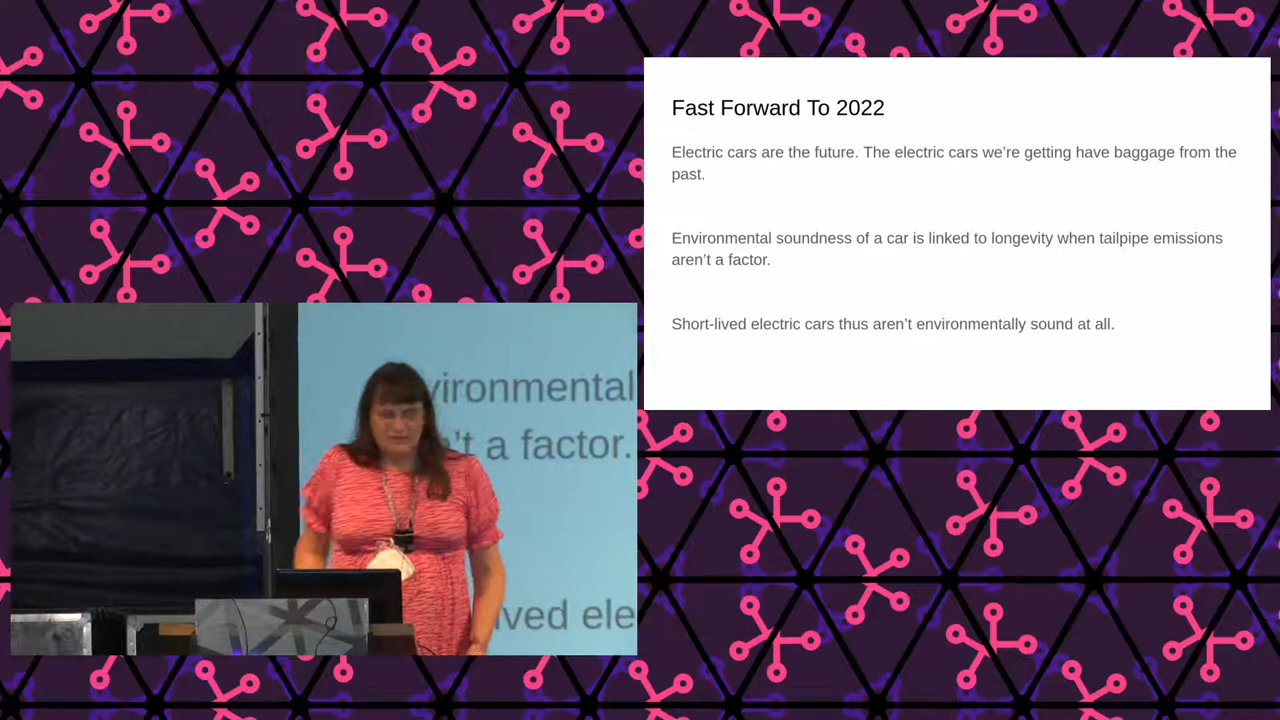 Fast Forward To 2022
Electric cars are the future. The electric cars we're getting have baggage from the
past.
Environmental soundness of a car is linked to longevity when tailpipe emissions
aren't a factor.
Short-lived electric cars thus aren't environmentally sound at all.
vironmental
't a factor.
lived ele